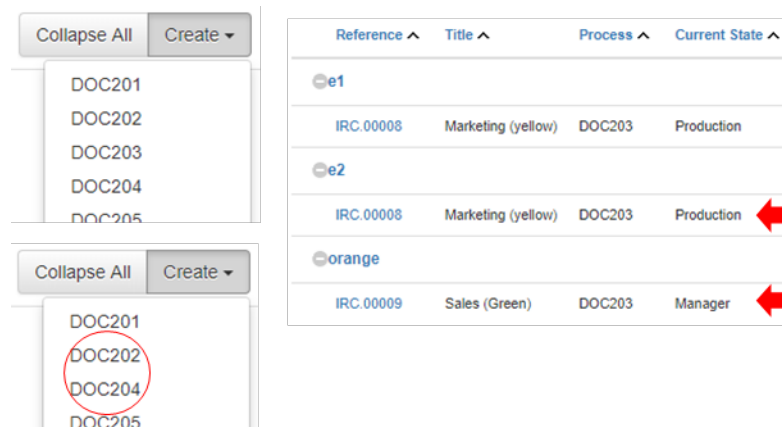 Collapse All Create
DOC201
DOC202
DOC203
DOC204
DOC205
Collapse All Create
DOC201
DOC202
DOC204
DOC205
Reference Title Process Current State
e1
IRC.00008 Marketing (yellow) DOC203 Production
e2
IRC.00008 Marketing (yellow) DOC203 Production
orange
IRC.00009 Sales (Green) DOC203 Manager